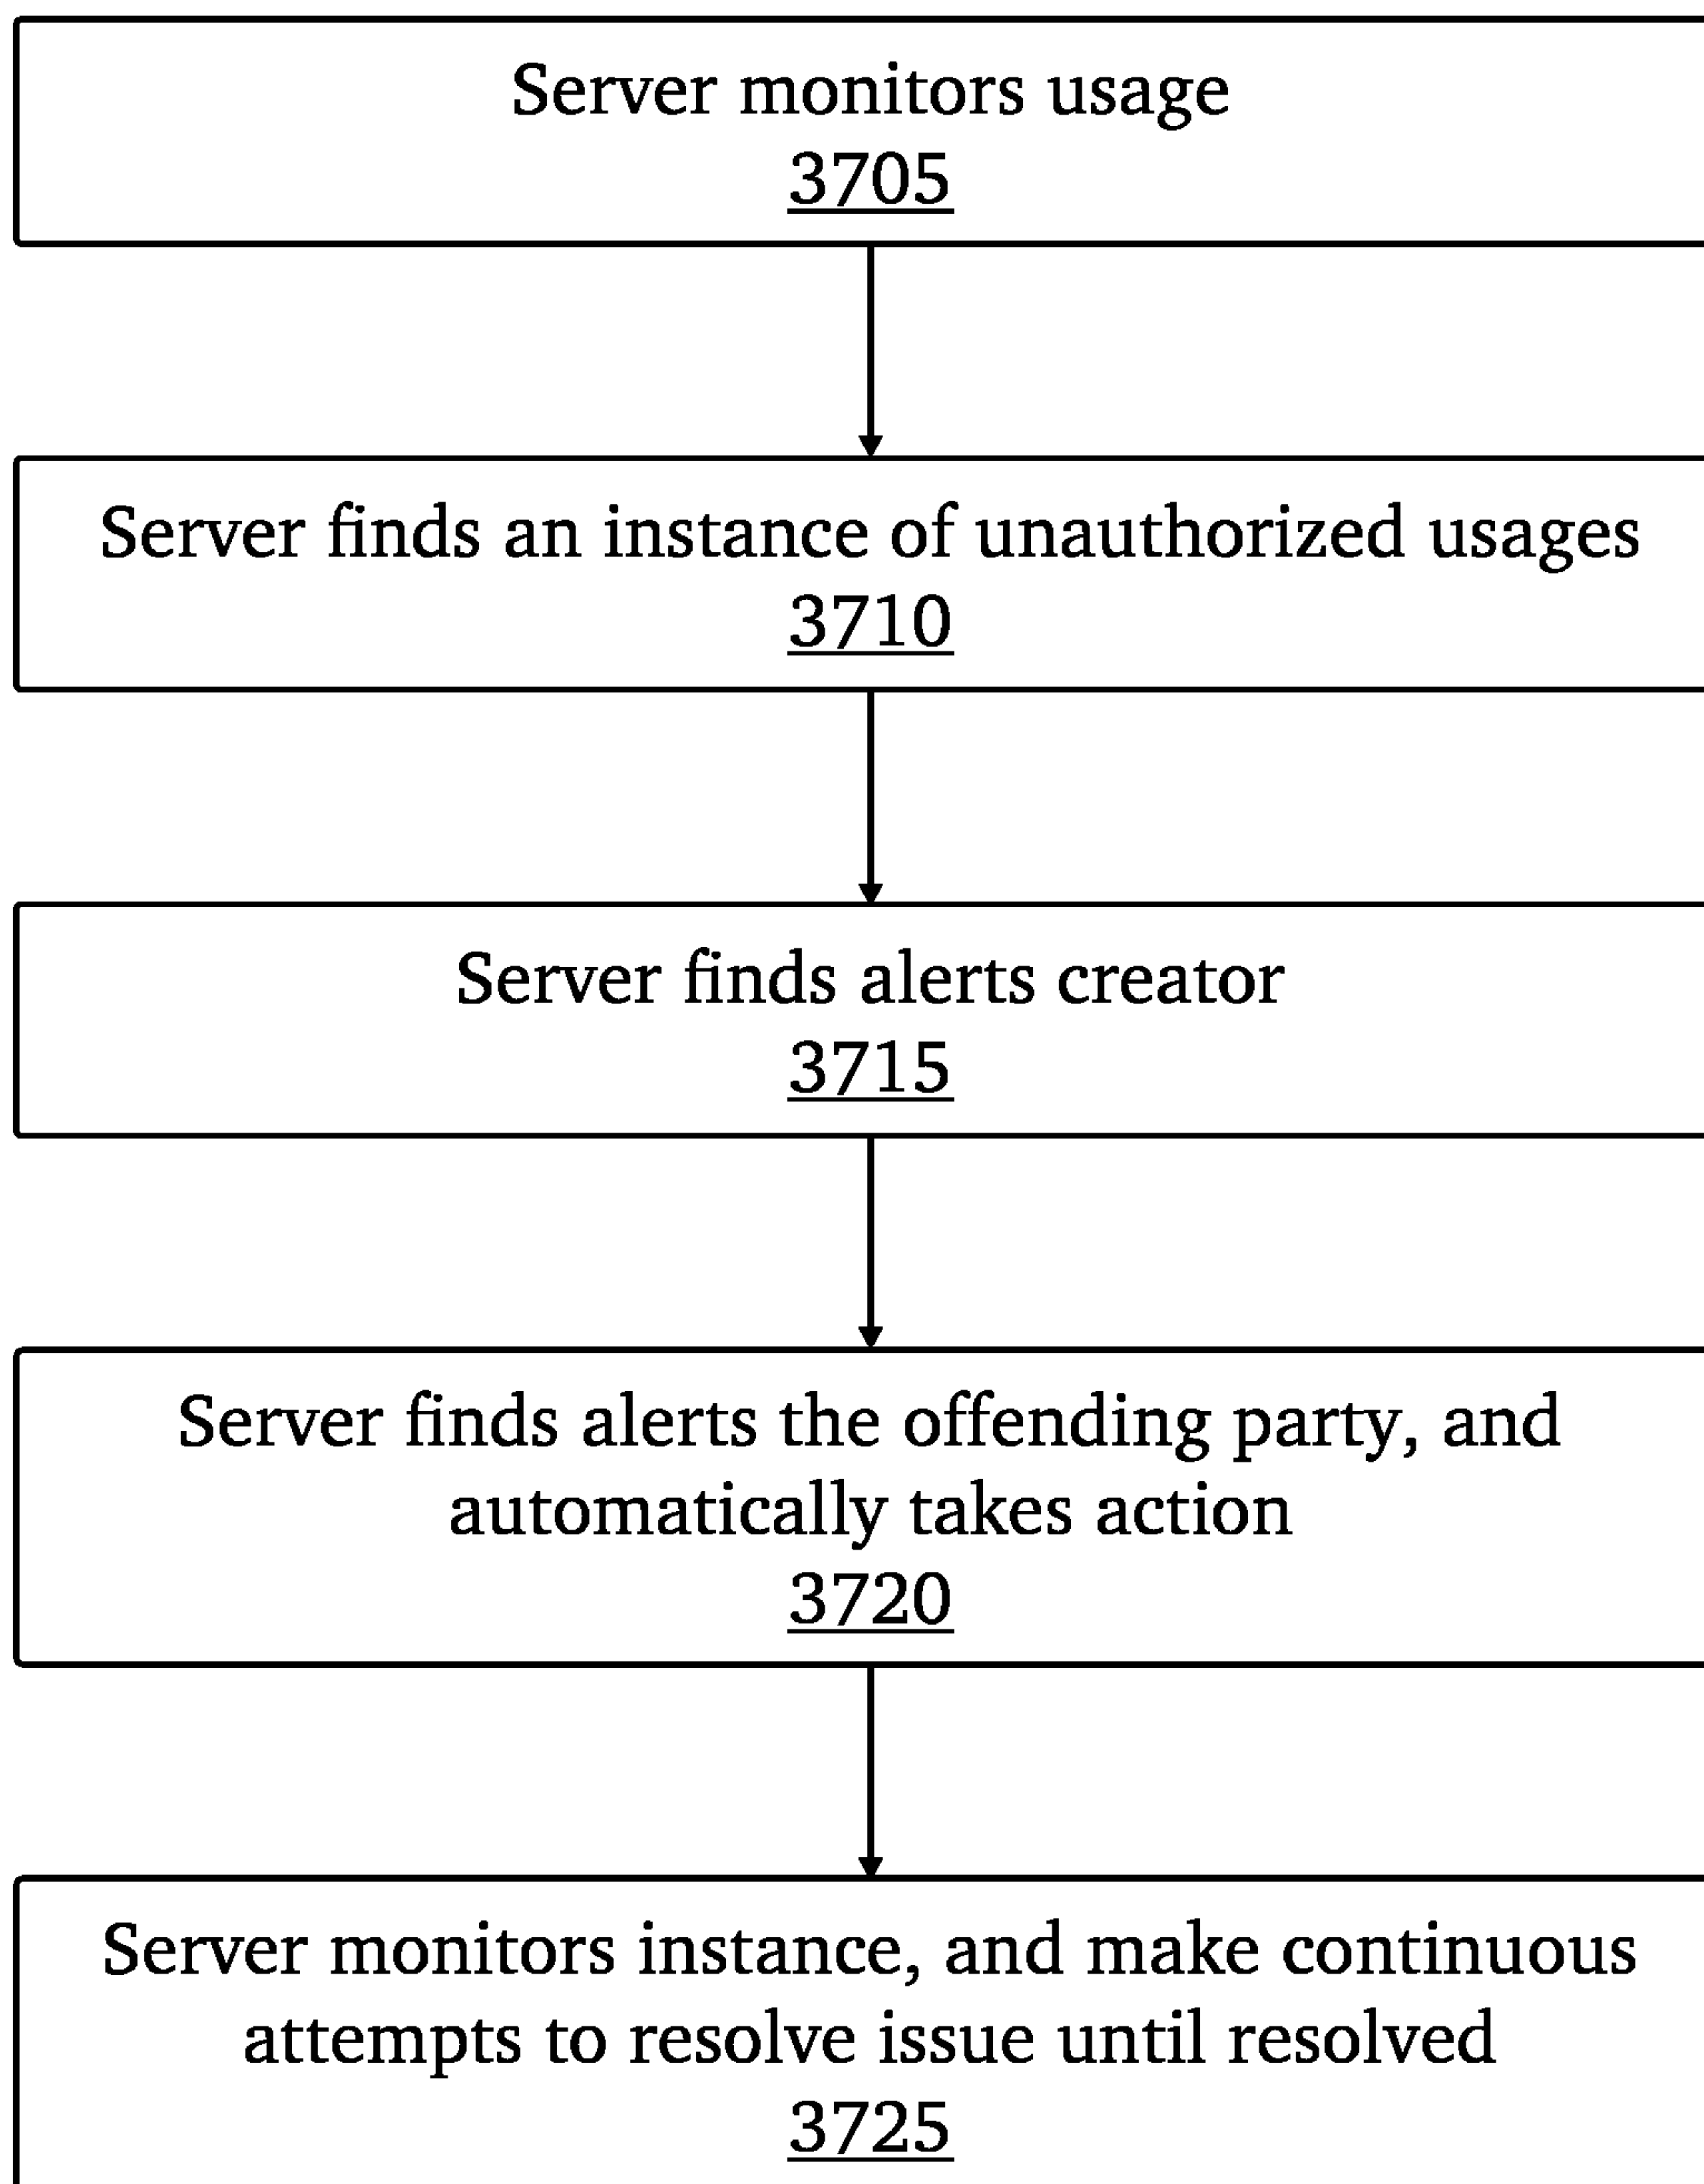 Server monitors usage
3705
Server finds an instance of unauthorized usages
3710
Server finds alerts creator
3715
Server finds alerts the offending party, and
automatically takes action
3720
Server monitors instance, and make continuous
attempts to resolve issue until resolved
3725